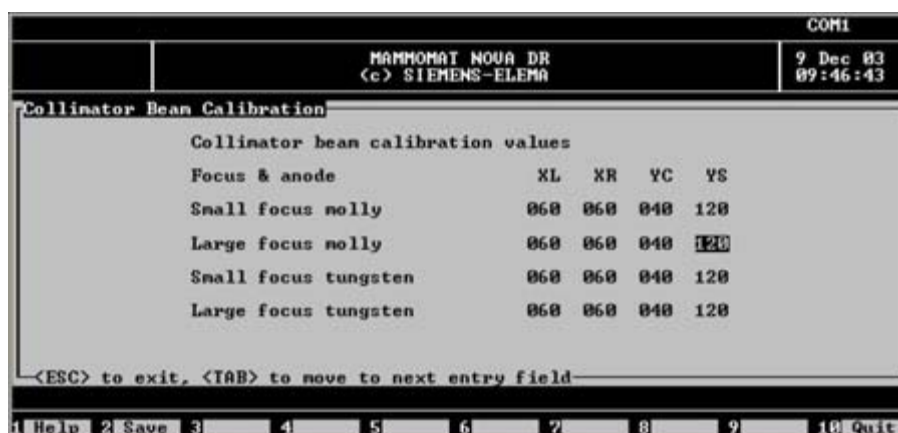 COM1
MAMMOMAT NOVA DR
(c) SIEMENS-ELEMA
9 Dec 03
09:46:43
Collimator Beam Calibration
Collimator beam calibration values
Focus & anode XL XR YC YS
Small focus molly 060 060 040 120
Large focus molly 060 060 040 120
Small focus tungsten 060 060 040 120
Large focus tungsten 060 060 040 120
<ESC> to exit, <TAB> to move to next entry field
1 Help 2 Save 3 4 5 6 7 8 9 10 Quit